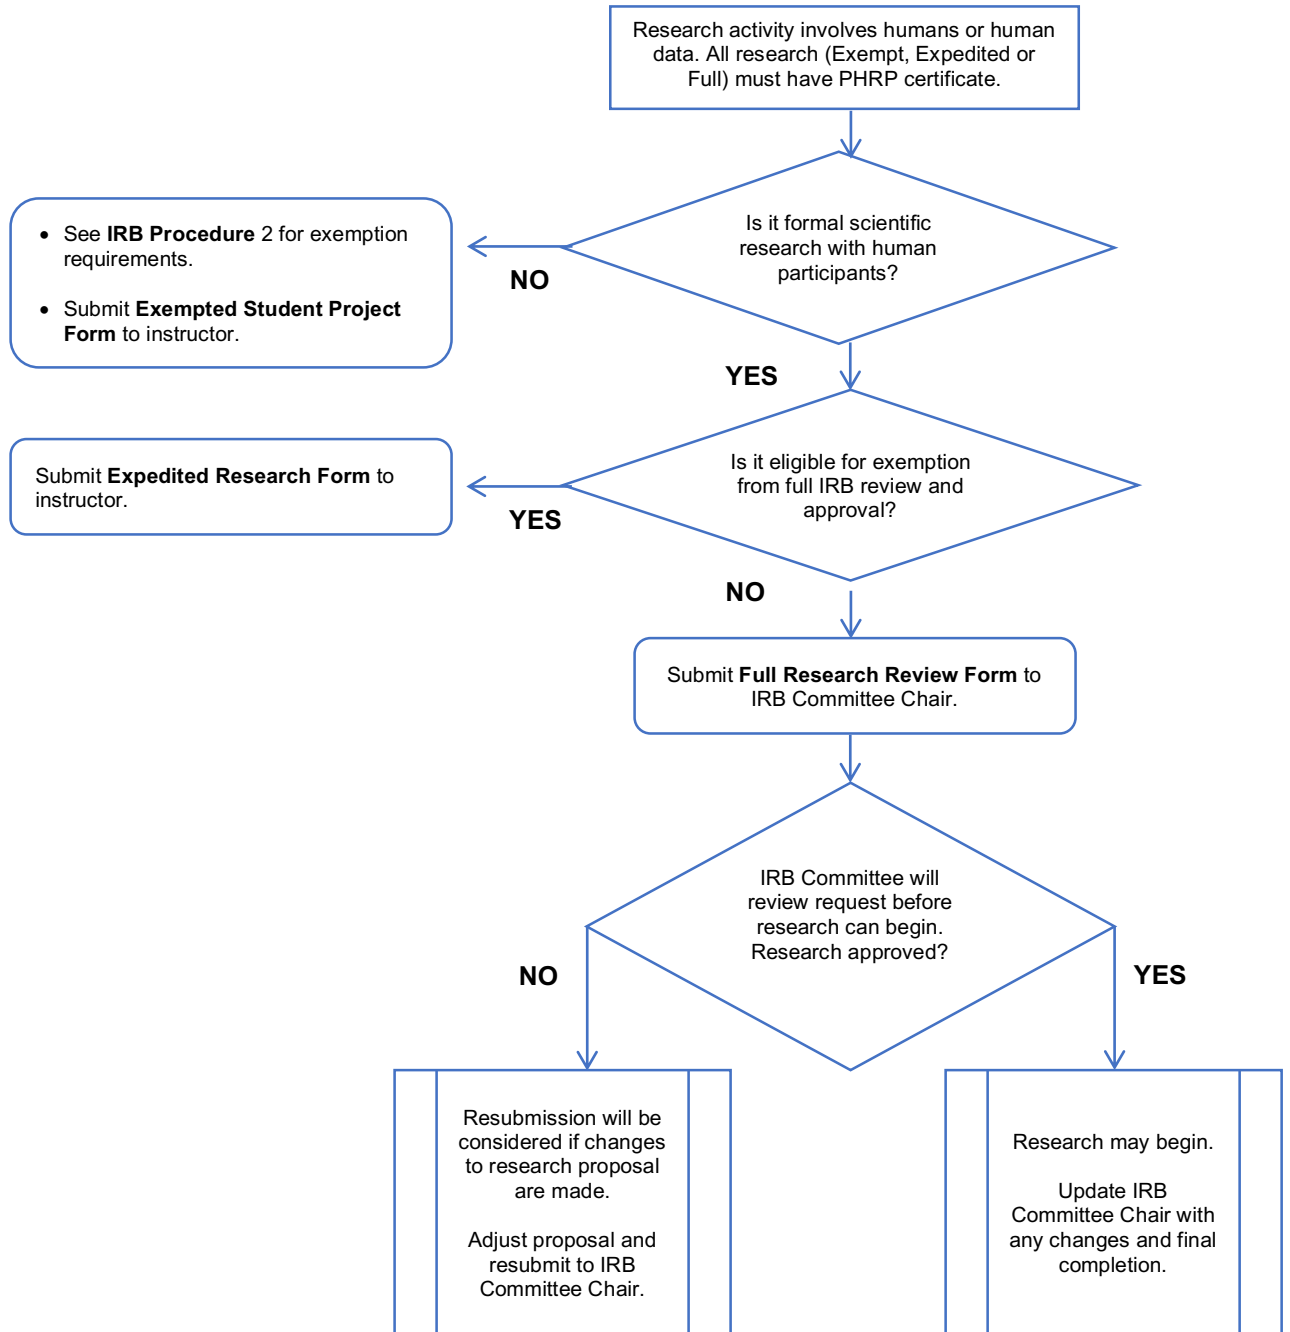 Research activity involves humans or human
data. All research (Exempt, Expedited or
Full) must have PHRP certificate.
Is it formal scientific
research with human
participants?
NO
• See IRB Procedure 2 for exemption
requirements.
• Submit Exempted Student Project
Form to instructor.
YES
Is it eligible for exemption
from full IRB review and
approval?
YES
Submit Expedited Research Form to
instructor.
NO
Submit Full Research Review Form to
IRB Committee Chair.
IRB Committee will
review request before
research can begin.
Research approved?
NO
YES
Resubmission will be
considered if changes
to research proposal
are made.
Adjust proposal and
resubmit to IRB
Committee Chair.
Research may begin.
Update IRB
Committee Chair with
any changes and final
completion.